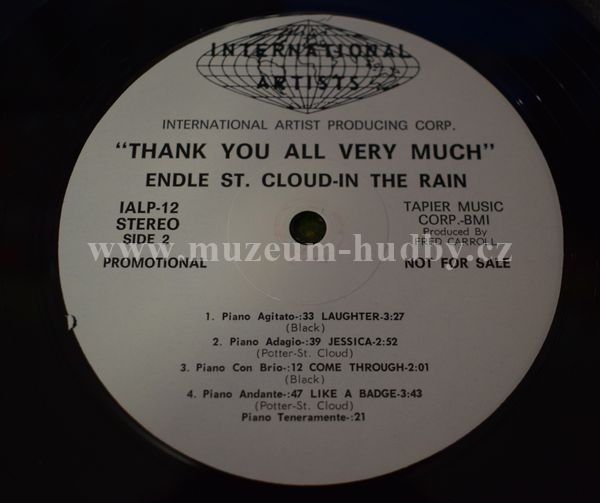 INTERNATIONAL
ARTISTS
INTERNATIONAL ARTIST PRODUCING CORP.
"THANK YOU ALL VERY MUCH"
ENDLE ST. CLOUD-IN THE RAIN
IALP-12
STEREO
SIDE 2
PROMOTIONAL
TAPIER MUSIC
CORP.-BMI
Produced By
FRED CARROLL
NOT FOR SALE
www.muzeum-hudby.cz
1. Piano Agitato-:33 LAUGHTER-3:27
(Black)
2. Piano Adagio-:39 JESSICA-2:52
(Potter-St. Cloud)
3. Piano Con Brio-:12 COME THROUGH-2:01
(Black)
4. Piano Andante-:47 LIKE A BADGE-3:43
(Potter-St. Cloud)
Piano Teneramente-:21